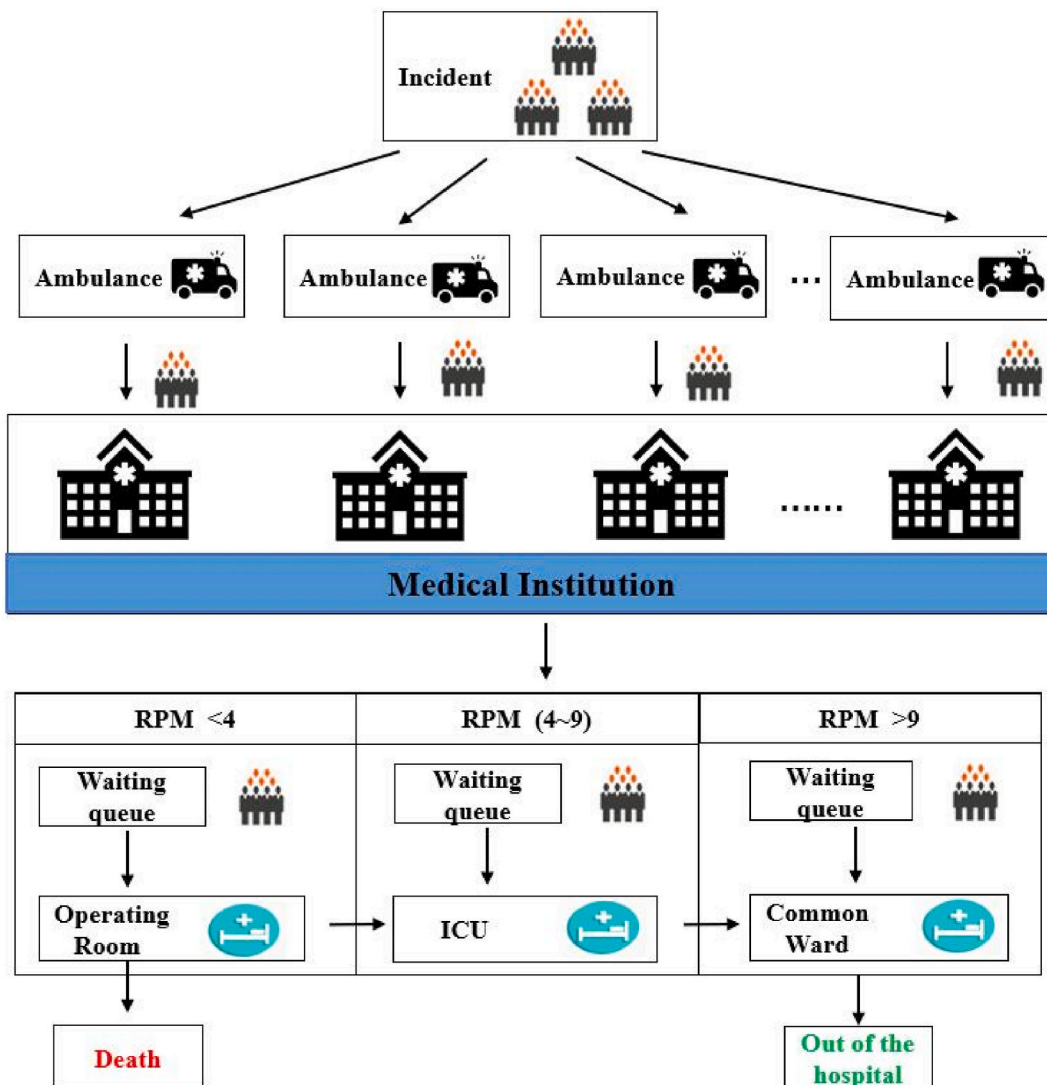 Incident
Ambulance
Ambulance
Ambulance
...
Ambulance
......
Medical Institution
RPM <4
RPM (4~9)
RPM >9
Waiting
queue
Waiting
queue
Waiting
queue
Operating
Room
ICU
Common
Ward
Death
Out of the
hospital